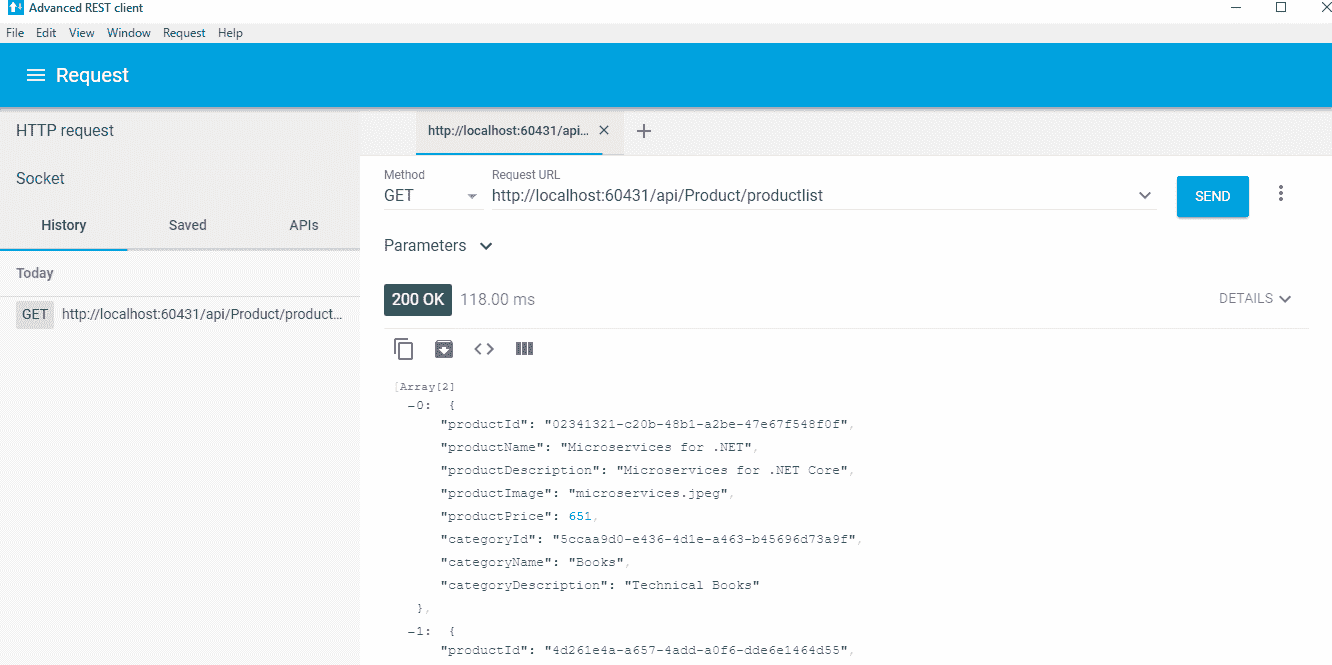 Advanced REST client
File Edit View Window Request Help
Request
HTTP request
Socket
History Saved APIs
Today
GET http://localhost:60431/api/Product/product...
http://localhost:60431/api...
Method
GET
Request URL
http://localhost:60431/api/Product/productlist
SEND
Parameters
200 OK 118.00 ms
DETAILS
[Array[2]
–0: {
"productId": "02341321-c20b-48b1-a2be-47e67f548f0f",
"productName": "Microservices for .NET",
"productDescription": "Microservices for .NET Core",
"productImage": "microservices.jpeg",
"productPrice": 651,
"categoryId": "5ccaa9d0-e436-4d1e-a463-b45696d73a9f",
"categoryName": "Books",
"categoryDescription": "Technical Books"
},
–1: {
"productId": "4d261e4a-a657-4add-a0f6-dde6e1464d55",